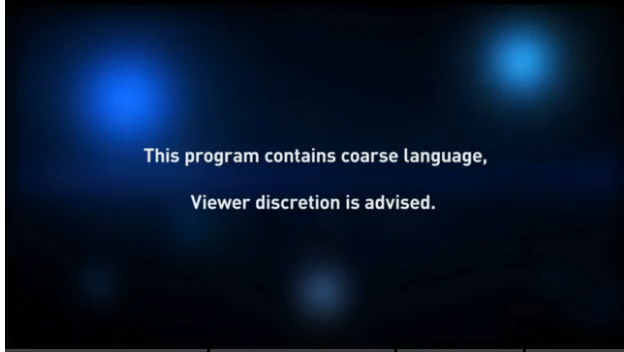 This program contains coarse language,
Viewer discretion is advised.